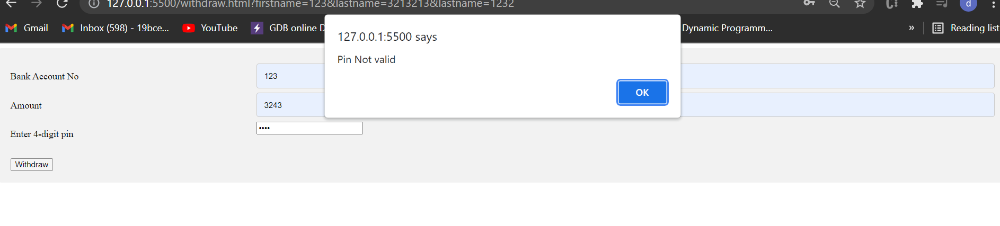 127.0.0.1:5500/withdraw.html?firstname=123&lastname=3213213&lastname=1232
d
Gmail
Inbox (598) - 19bce...
YouTube
GDB online D
Dynamic Programm...
»
Reading list
127.0.0.1:5500 says
Pin Not valid
OK
Bank Account No
123
Amount
3243
Enter 4-digit pin
••••
Withdraw